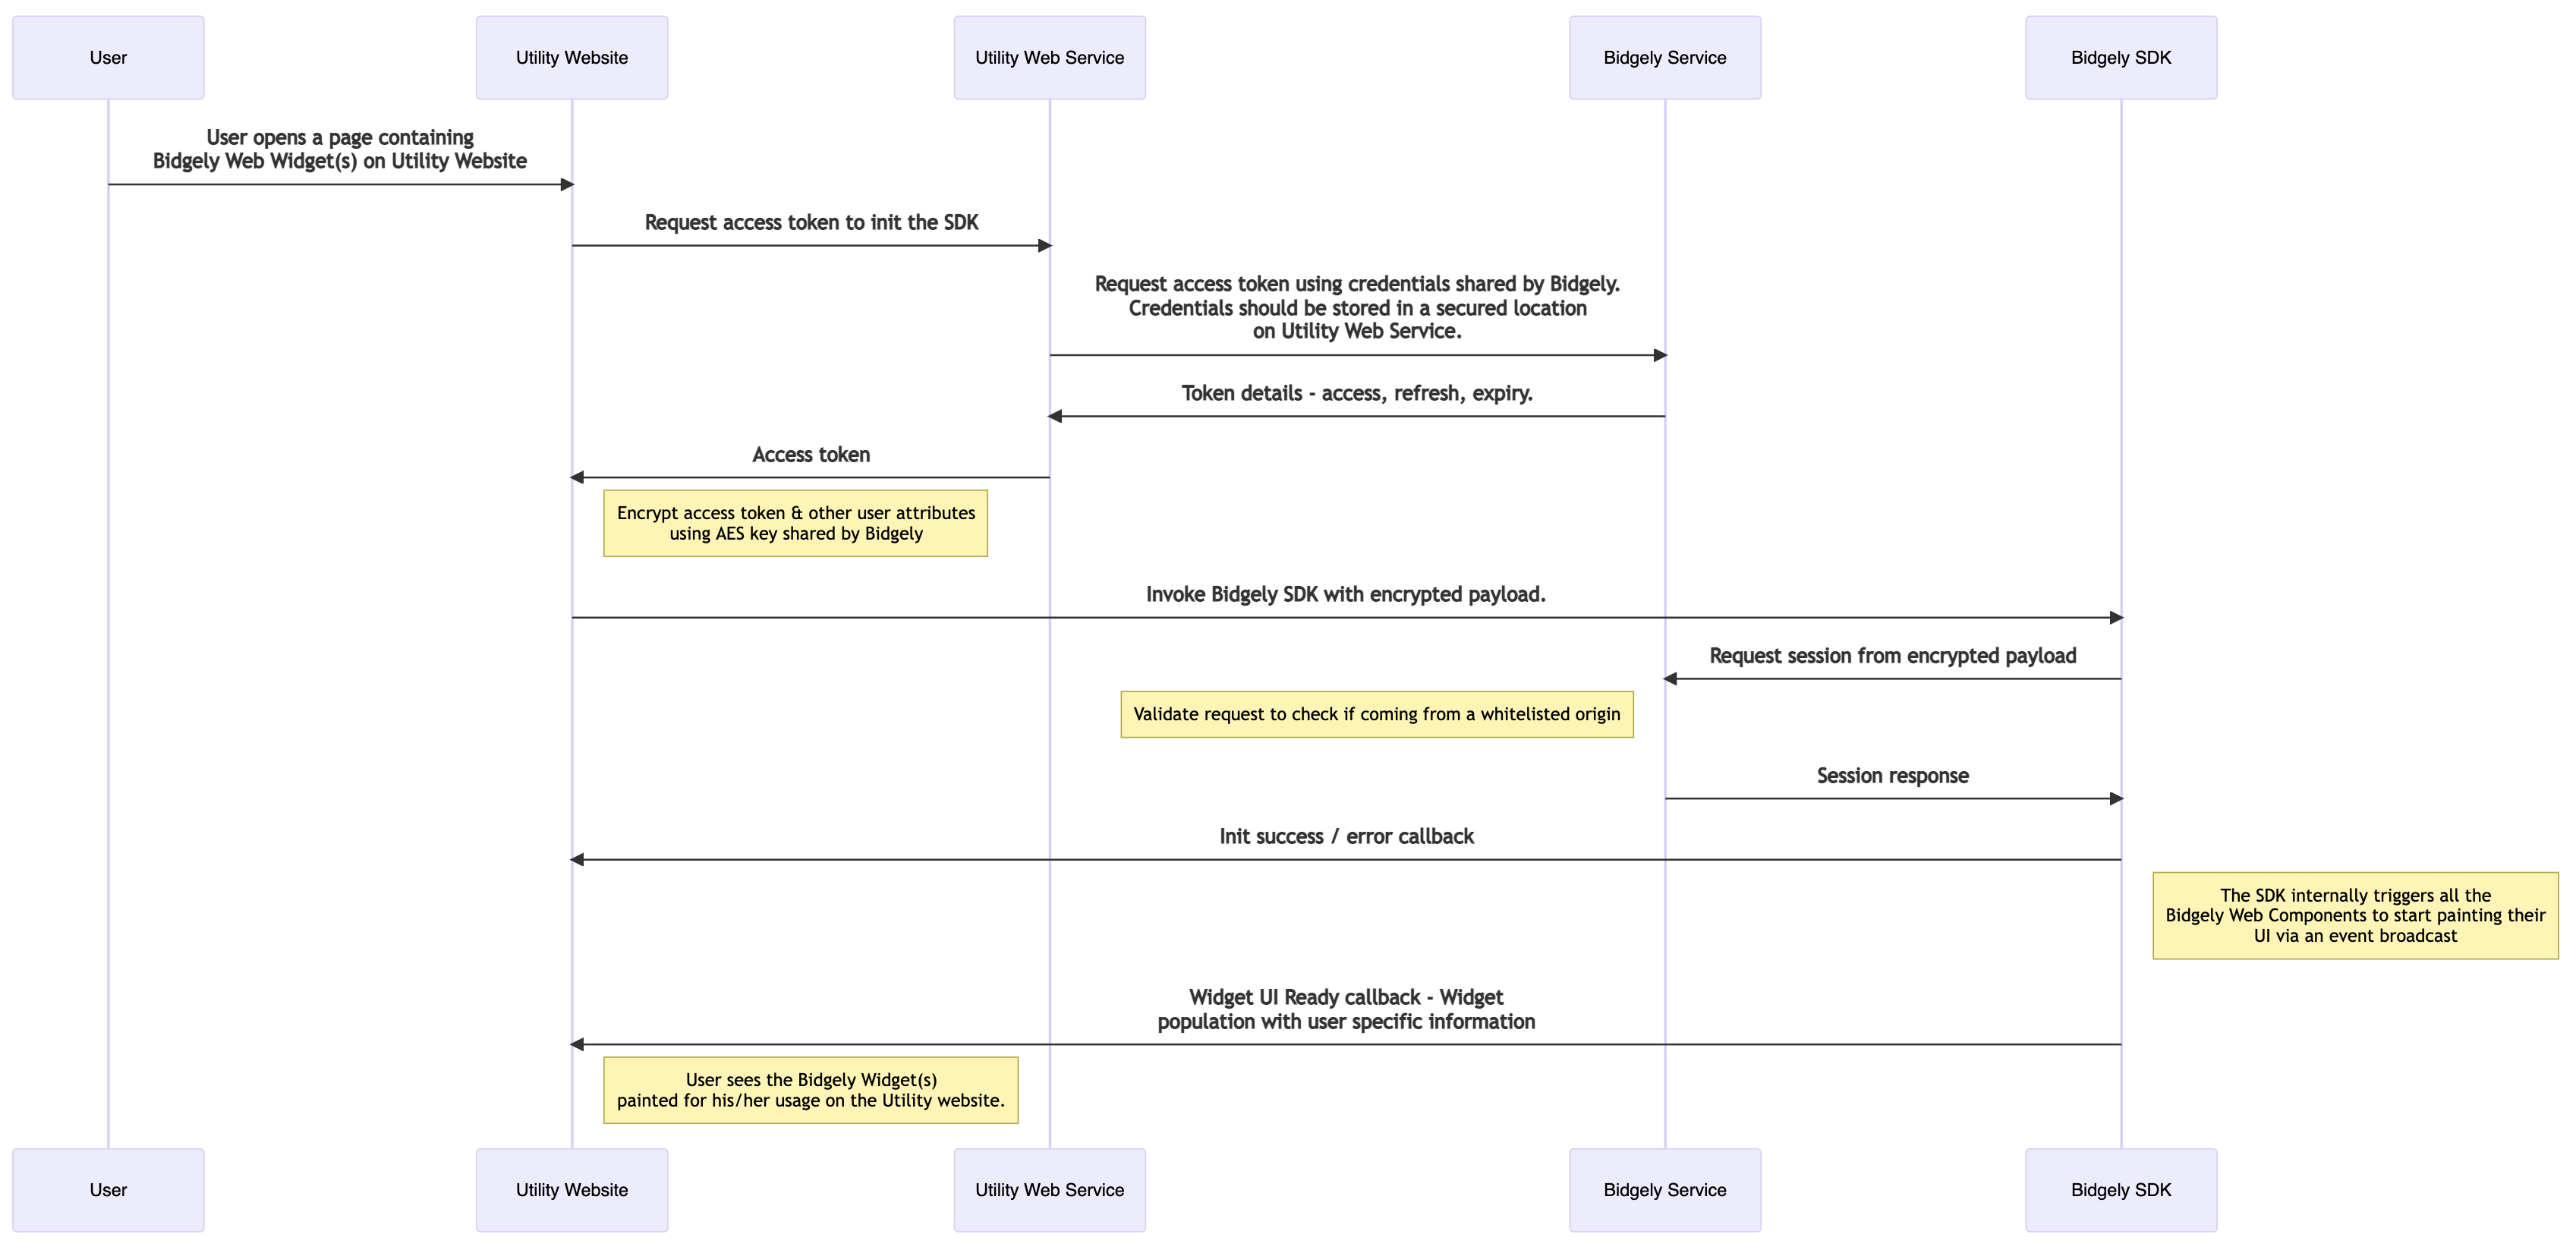 User
Utility Website
Utility Web Service
Bidgely Service
Bidgely SDK
User opens a page containing
Bidgely Web Widget(s) on Utility Website
Request access token to init the SDK
Request access token using credentials shared by Bidgely.
Credentials should be stored in a secured location
on Utility Web Service.
Token details - access, refresh, expiry.
Access token
Encrypt access token & other user attributes
using AES key shared by Bidgely
Invoke Bidgely SDK with encrypted payload.
Request session from encrypted payload
Validate request to check if coming from a whitelisted origin
Session response
Init success / error callback
The SDK internally triggers all the
Bidgely Web Components to start painting their
UI via an event broadcast
Widget UI Ready callback - Widget
population with user specific information
User sees the Bidgely Widget(s)
painted for his/her usage on the Utility website.
User
Utility Website
Utility Web Service
Bidgely Service
Bidgely SDK